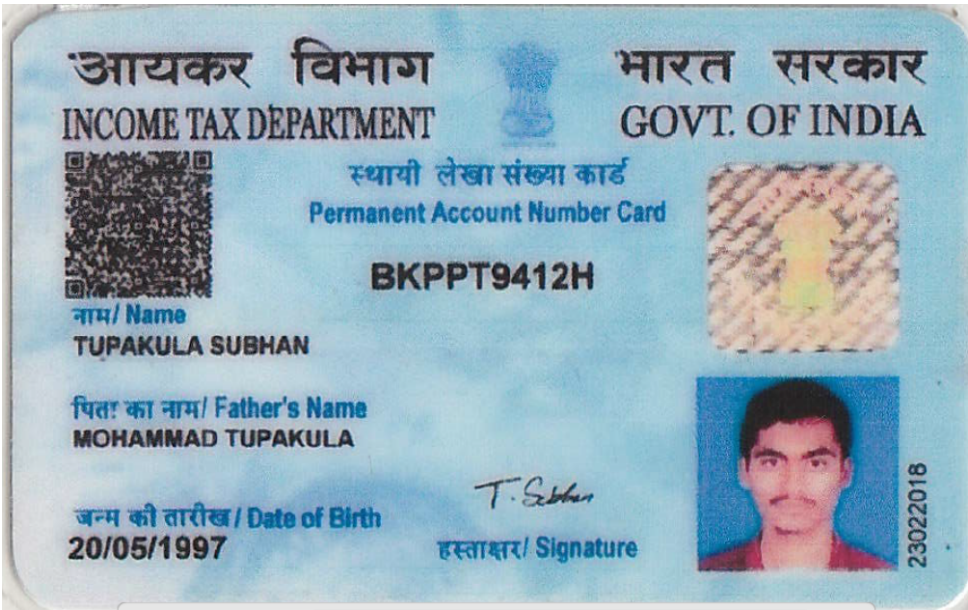 आयकर विभाग
INCOME TAX DEPARTMENT
भारत सरकार
GOVT. OF INDIA
स्थायी लेखा संख्या कार्ड
Permanent Account Number Card
BKPPT9412H
नाम/ Name
TUPAKULA SUBHAN
पिता का नाम/ Father's Name
MOHAMMAD TUPAKULA
जन्म की तारीख/ Date of Birth
20/05/1997
T. Subhan
हस्ताक्षर/ Signature
23022018